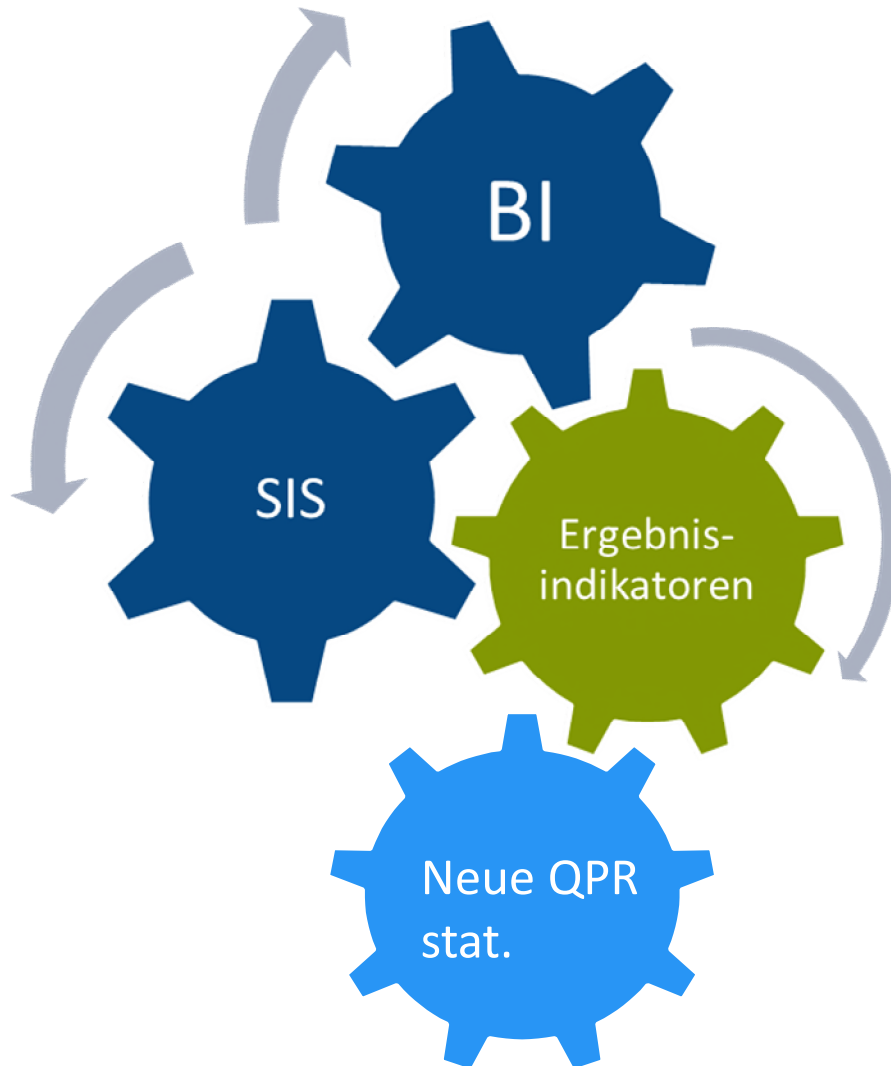 BI
SIS
Ergebnis-
indikatoren
Neue QPR
stat.